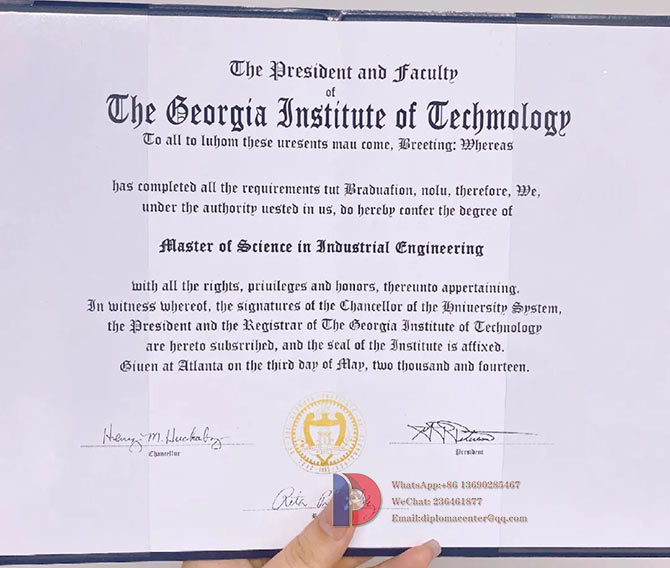 The President and Faculty
of
The Georgia Institute of Techmology
To all to luhom these uresents mau come, Breeting: Whereas
has completed all the requirements tut Braduafion, nolu, therefore, We,
under the authority uested in us, do hereby confer the degree of
Master of Science in Industrial Engineering
with all the rights, priuileges and honors, thereunto appertaining.
In witness whereof, the signatures of the Chancellor of the Hniuersity System,
the President and the Registrar of The Georgia Institute of Technology
are hereto subsrrihed, and the seal of the Institute is affixed.
Giuen at Atlanta on the third day of May, two thousand and fourteen.
Henry M. Huckaby
Chancellur
President
Rita
WhatsApp:+86 13690285467
WeChat: 236461877
Email:diplomacenter@qq.com